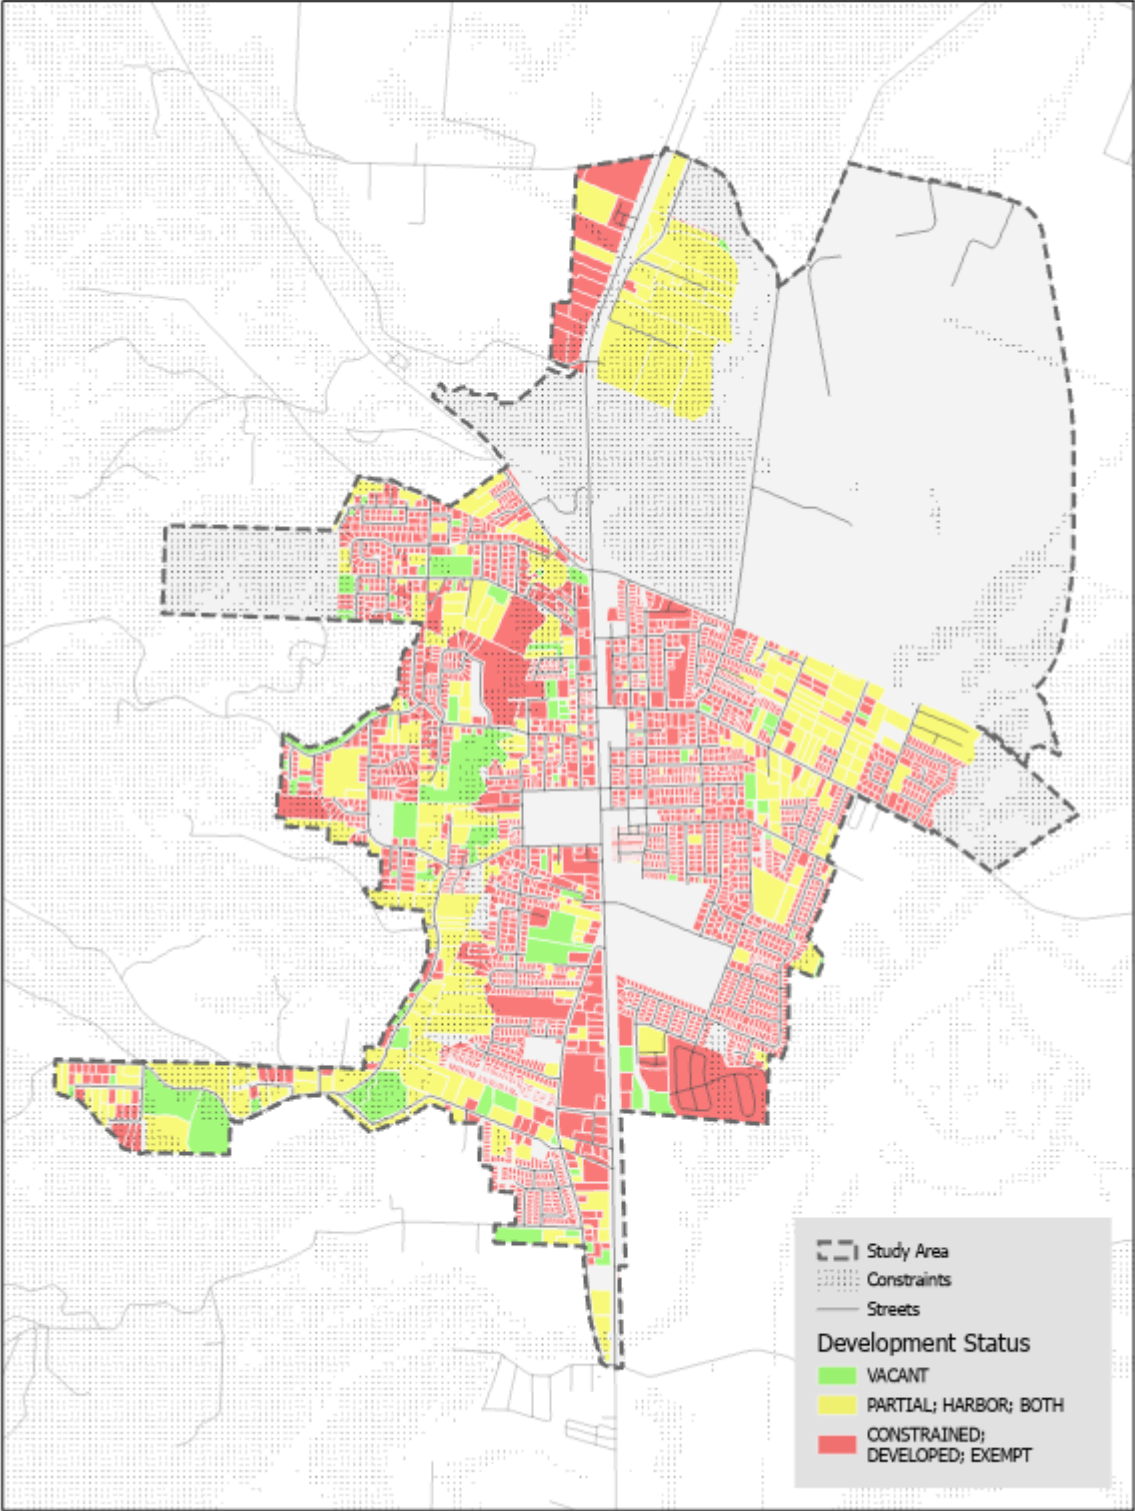 Study Area
Constraints
Streets
Development Status
VACANT
PARTIAL; HARBOR; BOTH
CONSTRAINED;
DEVELOPED; EXEMPT